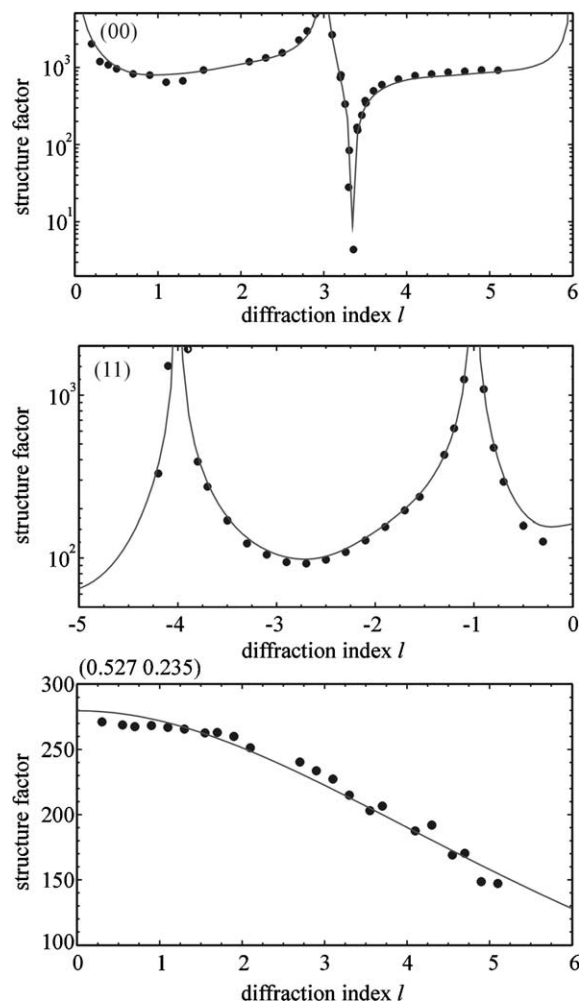 (00)
structure factor
10³
10²
10¹
0 1 2 3 4 5 6
diffraction index l
(11)
structure factor
10³
10²
-5 -4 -3 -2 -1 0
diffraction index l
(0.527 0.235)
structure factor
300
250
200
150
100
0 1 2 3 4 5 6
diffraction index l